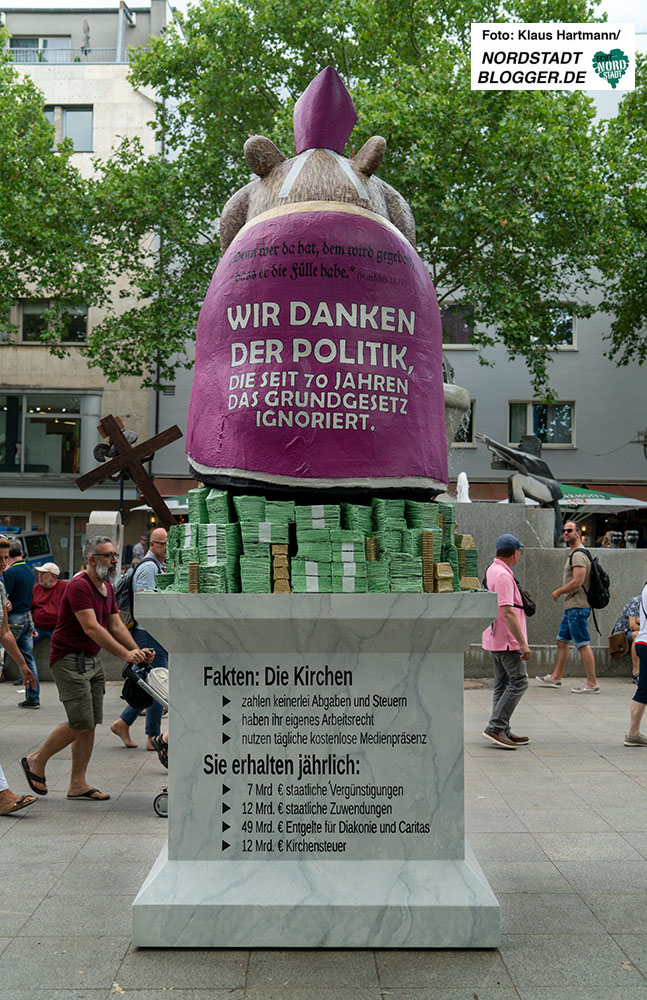 Foto: Klaus Hartmann/
NORDSTADT
BLOGGER.DE
NORD
STADT
"Denn wer da hat, dem wird gegeben,
dass er die Fülle habe." (Matthäus
WIR DANKEN
DER POLITIK,
DIE SEIT 70 JAHREN
DAS GRUNDGESETZ
IGNORIERT.
Fakten: Die Kirchen
▶ zahlen keinerlei Abgaben und Steuern
▶ haben ihr eigenes Arbeitsrecht
▶ nutzen tägliche kostenlose Medienpräsenz
Sie erhalten jährlich:
▶ 7 Mrd € staatliche Vergünstigungen
▶ 12 Mrd. € staatliche Zuwendungen
▶ 49 Mrd. € Entgelte für Diakonie und Caritas
▶ 12 Mrd. € Kirchensteuer